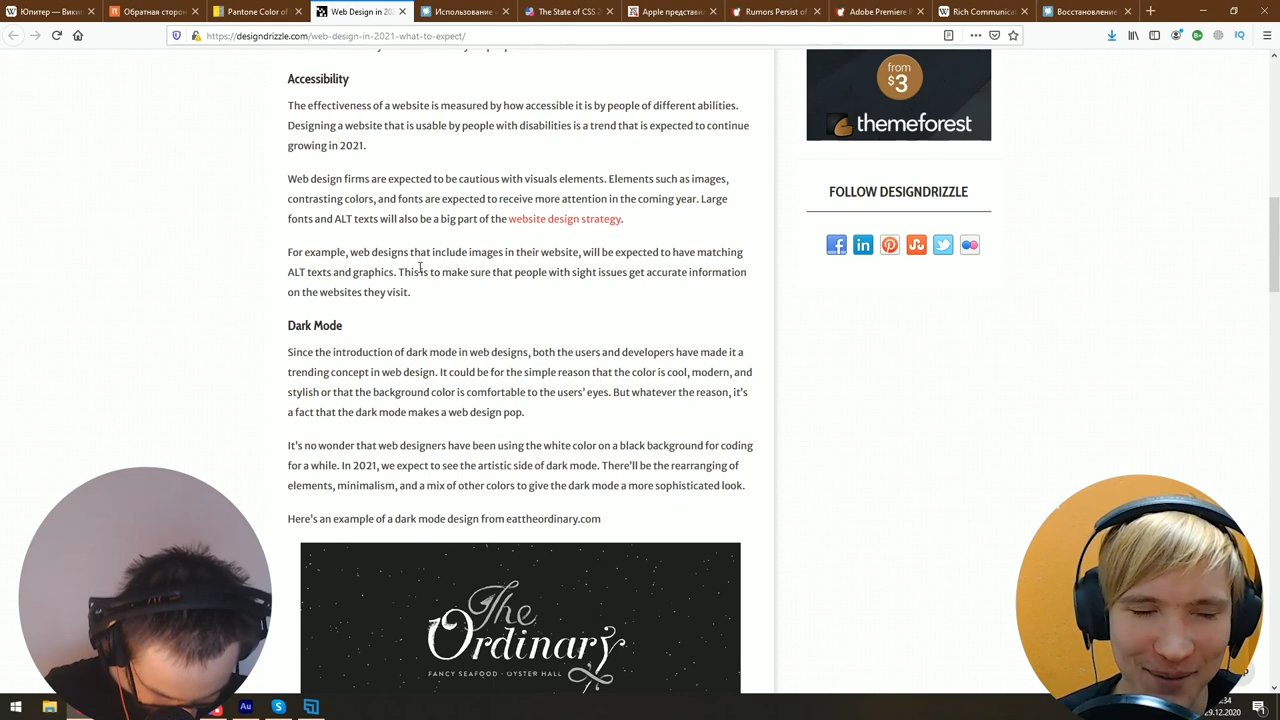 Юпитер — Вики
Обратная сторо
Pantone Color of
Web Design in 202
Использование
The State of CSS 2
Apple представи
Rumors Persist of
Adobe Premiere R
Rich Communicat
Восстановление
https://designdrizzle.com/web-design-in-2021-what-to-expect/
Accessibility
The effectiveness of a website is measured by how accessible it is by people of different abilities.
Designing a website that is usable by people with disabilities is a trend that is expected to continue
growing in 2021.
Web design firms are expected to be cautious with visuals elements. Elements such as images,
contrasting colors, and fonts are expected to receive more attention in the coming year. Large
fonts and ALT texts will also be a big part of the website design strategy.
For example, web designs that include images in their website, will be expected to have matching
ALT texts and graphics. This is to make sure that people with sight issues get accurate information
on the websites they visit.
Dark Mode
Since the introduction of dark mode in web designs, both the users and developers have made it a
trending concept in web design. It could be for the simple reason that the color is cool, modern, and
stylish or that the background color is comfortable to the users’ eyes. But whatever the reason, it’s
a fact that the dark mode makes a web design pop.
It’s no wonder that web designers have been using the white color on a black background for coding
for a while. In 2021, we expect to see the artistic side of dark mode. There’ll be the rearranging of
elements, minimalism, and a mix of other colors to give the dark mode a more sophisticated look.
Here’s an example of a dark mode design from eattheordinary.com
The
Ordinary
FANCY SEAFOOD · OYSTER HALL
from
$3
themeforest
FOLLOW DESIGNDRIZZLE
Au
:34
29.12.2020